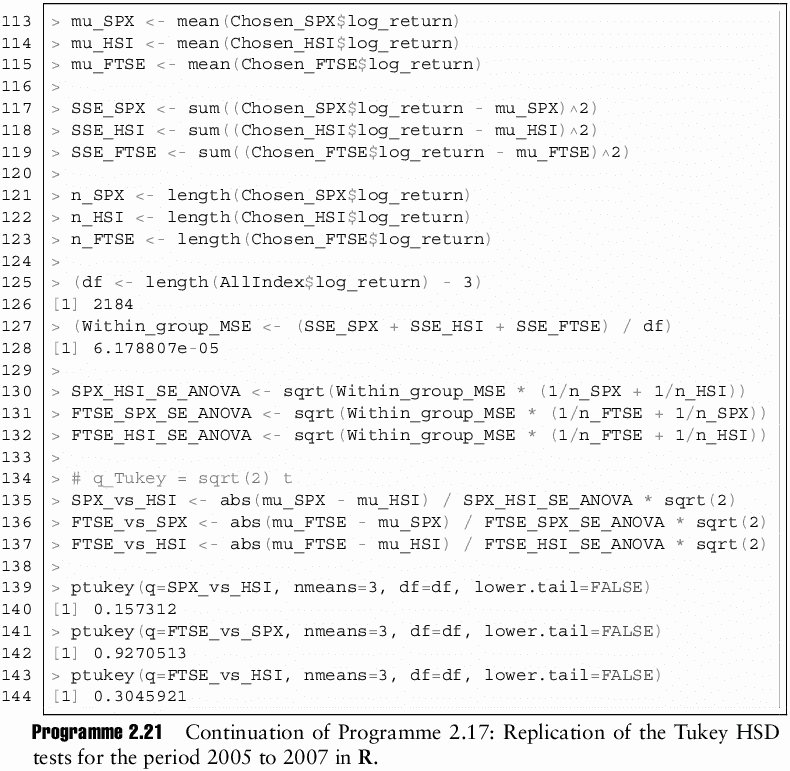 113 > mu_SPX <- mean(Chosen_SPX$log_return)
114 > mu_HSI <- mean(Chosen_HSI$log_return)
115 > mu_FTSE <- mean(Chosen_FTSE$log_return)
116 >
117 > SSE_SPX <- sum((Chosen_SPX$log_return - mu_SPX)^2)
118 > SSE_HSI <- sum((Chosen_HSI$log_return - mu_HSI)^2)
119 > SSE_FTSE <- sum((Chosen_FTSE$log_return - mu_FTSE)^2)
120 >
121 > n_SPX <- length(Chosen_SPX$log_return)
122 > n_HSI <- length(Chosen_HSI$log_return)
123 > n_FTSE <- length(Chosen_FTSE$log_return)
124 >
125 > (df <- length(AllIndex$log_return) - 3)
126 [1] 2184
127 > (Within_group_MSE <- (SSE_SPX + SSE_HSI + SSE_FTSE) / df)
128 [1] 6.178807e-05
129 >
130 > SPX_HSI_SE_ANOVA <- sqrt(Within_group_MSE * (1/n_SPX + 1/n_HSI))
131 > FTSE_SPX_SE_ANOVA <- sqrt(Within_group_MSE * (1/n_FTSE + 1/n_SPX))
132 > FTSE_HSI_SE_ANOVA <- sqrt(Within_group_MSE * (1/n_FTSE + 1/n_HSI))
133 >
134 > # q_Tukey = sqrt(2) t
135 > SPX_vs_HSI <- abs(mu_SPX - mu_HSI) / SPX_HSI_SE_ANOVA * sqrt(2)
136 > FTSE_vs_SPX <- abs(mu_FTSE - mu_SPX) / FTSE_SPX_SE_ANOVA * sqrt(2)
137 > FTSE_vs_HSI <- abs(mu_FTSE - mu_HSI) / FTSE_HSI_SE_ANOVA * sqrt(2)
138 >
139 > ptukey(q=SPX_vs_HSI, nmeans=3, df=df, lower.tail=FALSE)
140 [1] 0.157312
141 > ptukey(q=FTSE_vs_SPX, nmeans=3, df=df, lower.tail=FALSE)
142 [1] 0.9270513
143 > ptukey(q=FTSE_vs_HSI, nmeans=3, df=df, lower.tail=FALSE)
144 [1] 0.3045921
Programme 2.21 Continuation of Programme 2.17: Replication of the Tukey HSD
tests for the period 2005 to 2007 in R.